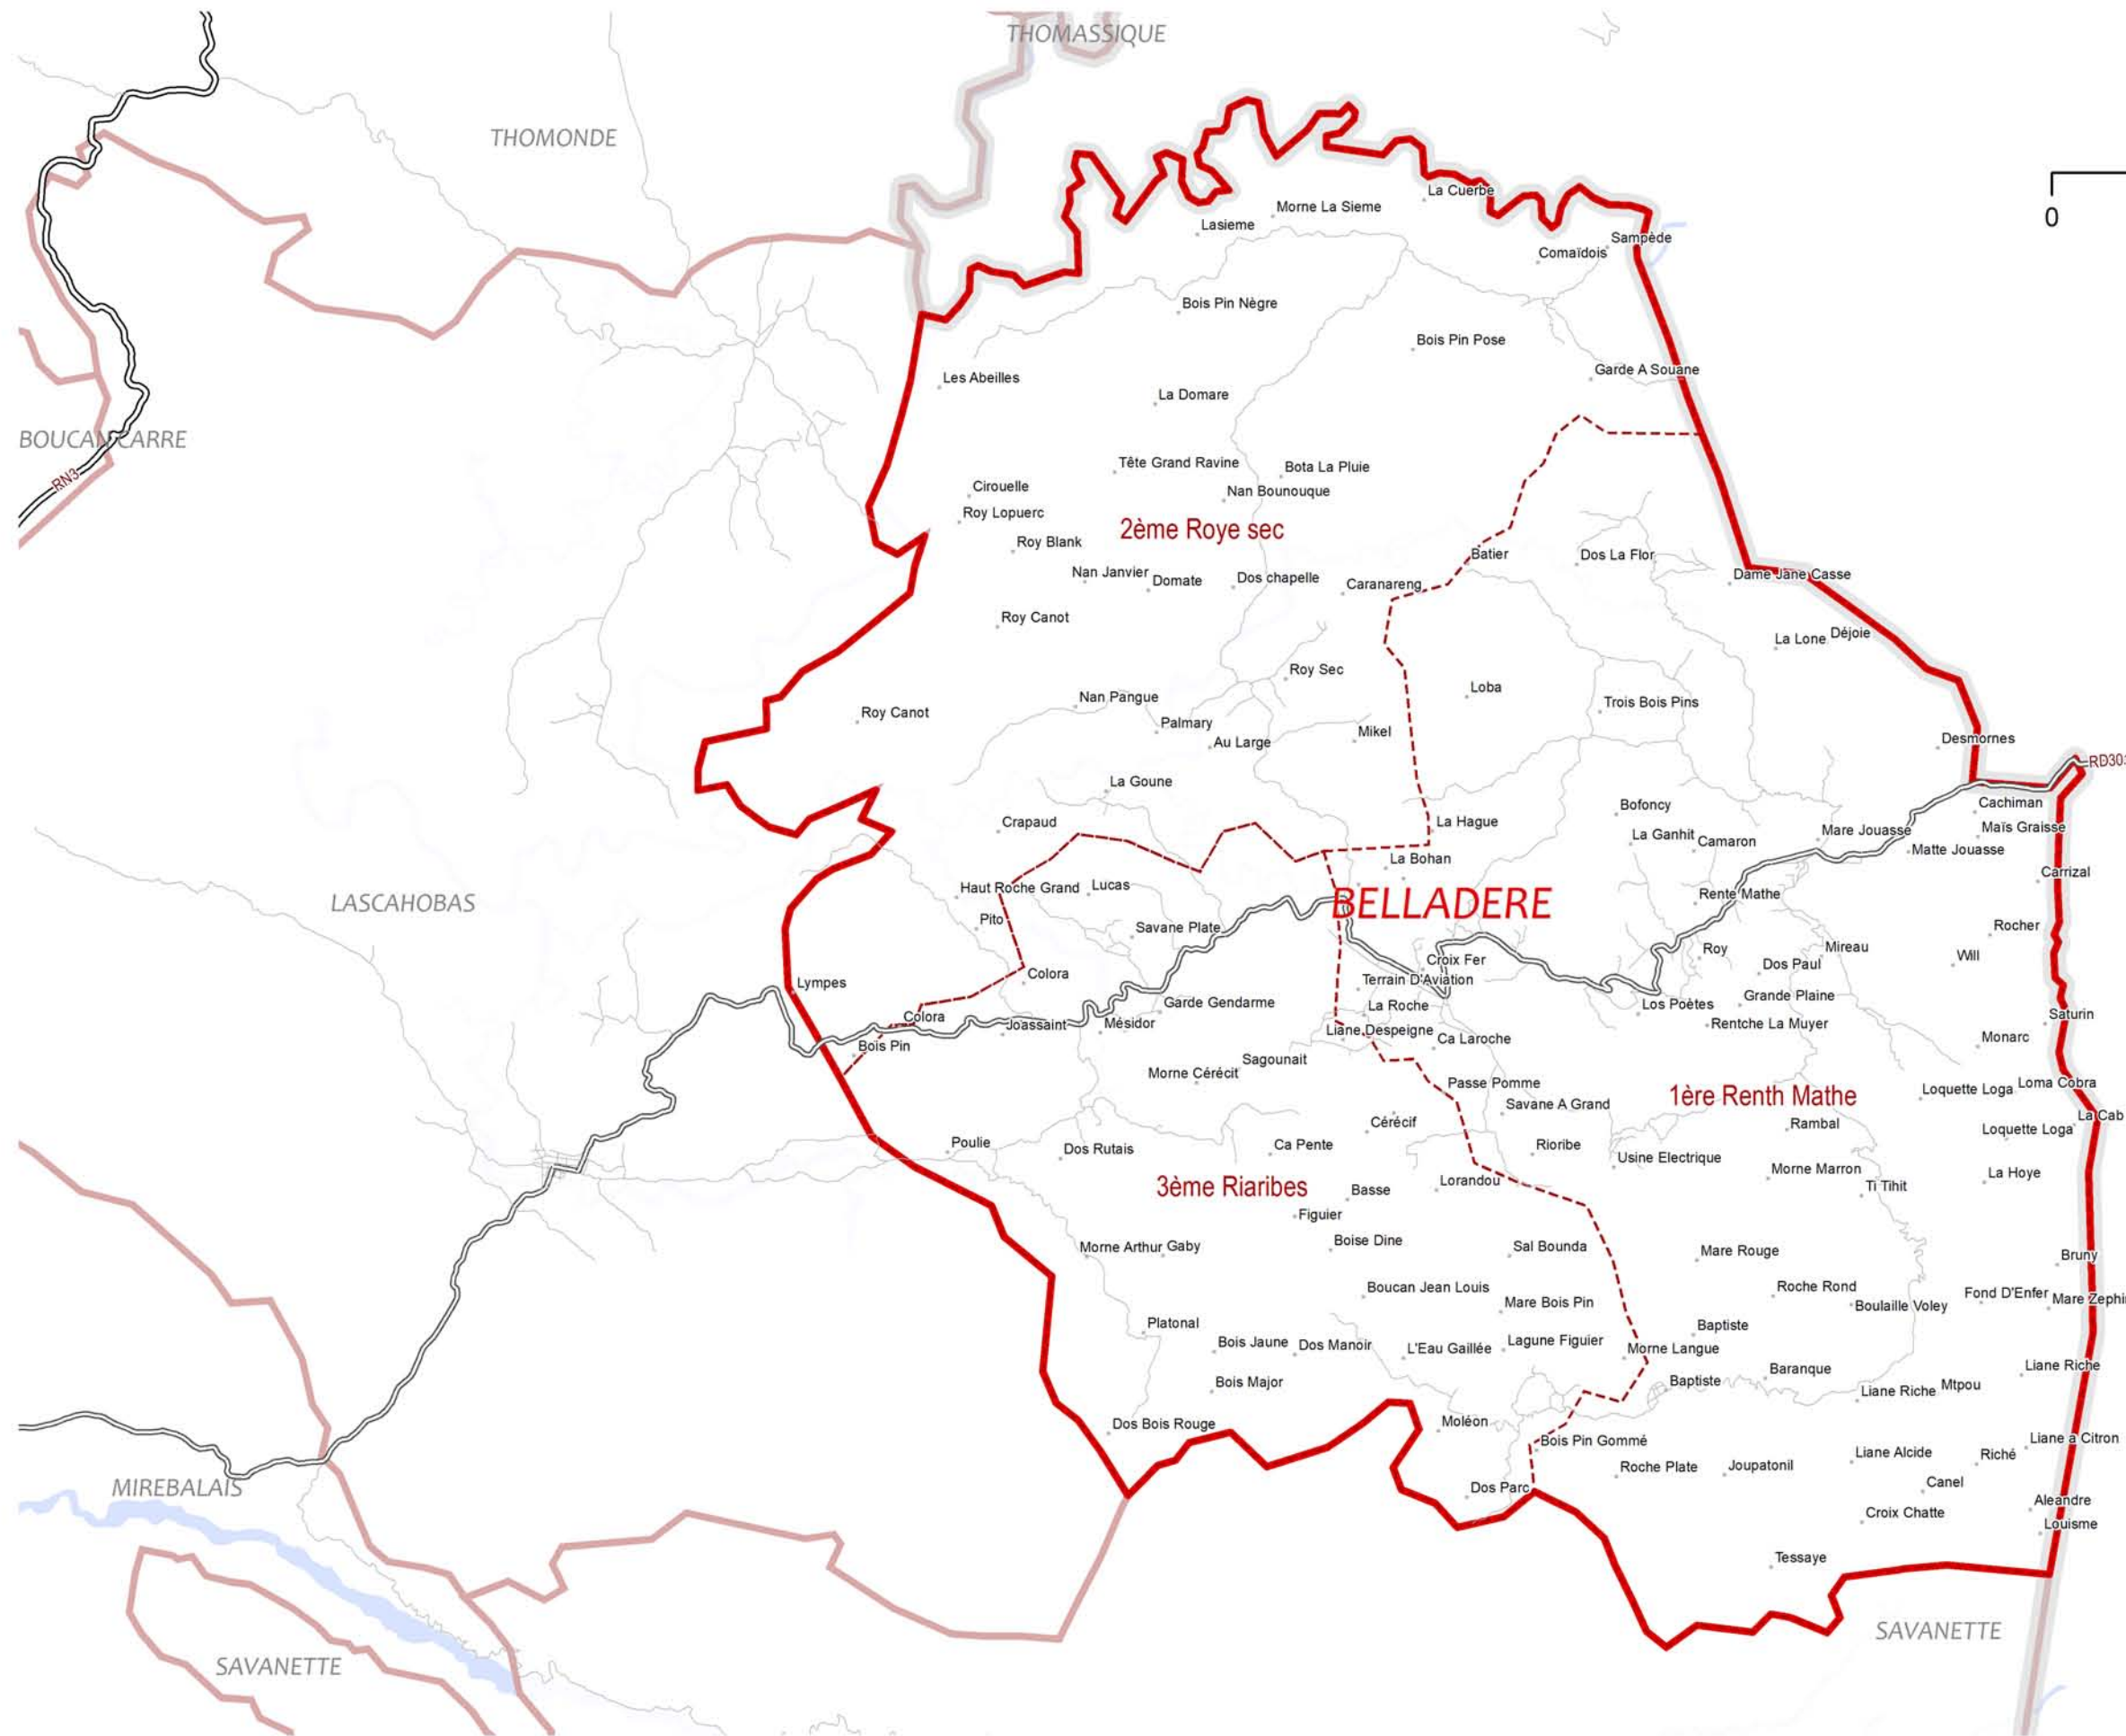 THOMASSIQUE
THOMONDE
La Cuerbe
Morne La Sieme
Lasieme
0
Sampède
Comaïdois
Bois Pin Nègre
Bois Pin Pose
Garde A Souane
Les Abeilles
La Domare
BOUCAN CARRE
RN3
Tête Grand Ravine
Bota La Pluie
Cirouelle
Nan Bounouque
Roy Lopuerc
2ème Roye sec
Roy Blank
Batier
Dos La Flor
Nan Janvier
Domate
Dos chapelle
Caranareng
Dame Jane Casse
Roy Canot
La Lone
Déjoie
Roy Sec
Loba
Nan Pangue
Trois Bois Pins
Roy Canot
Palmary
Au Large
Mikel
Desmornes
RD303
La Goune
Cachiman
Bofoncy
Crapaud
La Hague
Maïs Graisse
Mare Jouasse
La Ganhit
Camaron
Matte Jouasse
La Bohan
Carrizal
Haut Roche Grand
Lucas
Rente Mathe
LASCAHOBAS
BELLADERE
Pito
Savane Plate
Rocher
Roy
Mireau
Will
Croix Fer
Dos Paul
Colora
Terrain D'Aviation
Lympes
Grande Plaine
Garde Gendarme
La Roche
Los Poètes
Saturin
Colora
Joassaint
Mésidor
Rentche La Muyer
Liane Despeigne
Ca Laroche
Monarc
Bois Pin
Sagounait
Morne Cérécit
Passe Pomme
Loquette Loga
Loma Cobra
1ère Renth Mathe
Savane A Grand
La Cab
Cérécif
Rambal
Loquette Loga
Poulie
Dos Rutais
Ca Pente
Rioribe
Usine Electrique
Morne Marron
La Hoye
3ème Riaribes
Basse
Lorandou
Ti Tihit
Figuier
Boise Dine
Morne Arthur
Gaby
Sal Bounda
Mare Rouge
Bruny
Boucan Jean Louis
Roche Rond
Fond D'Enfer
Mare Zephi
Mare Bois Pin
Boulaille Voley
Platonal
Baptiste
Bois Jaune
Dos Manoir
L'Eau Gaillée
Lagune Figuier
Morne Langue
Liane Riche
Baranque
Bois Major
Baptiste
Liane Riche
Mtpou
Dos Bois Rouge
Moléon
Bois Pin Gommé
Liane a Citron
Liane Alcide
Riché
Roche Plate
Joupatonil
MIREBALAIS
Dos Parc
Canel
Aleandre
Croix Chatte
Louisme
Tessaye
SAVANETTE
SAVANETTE